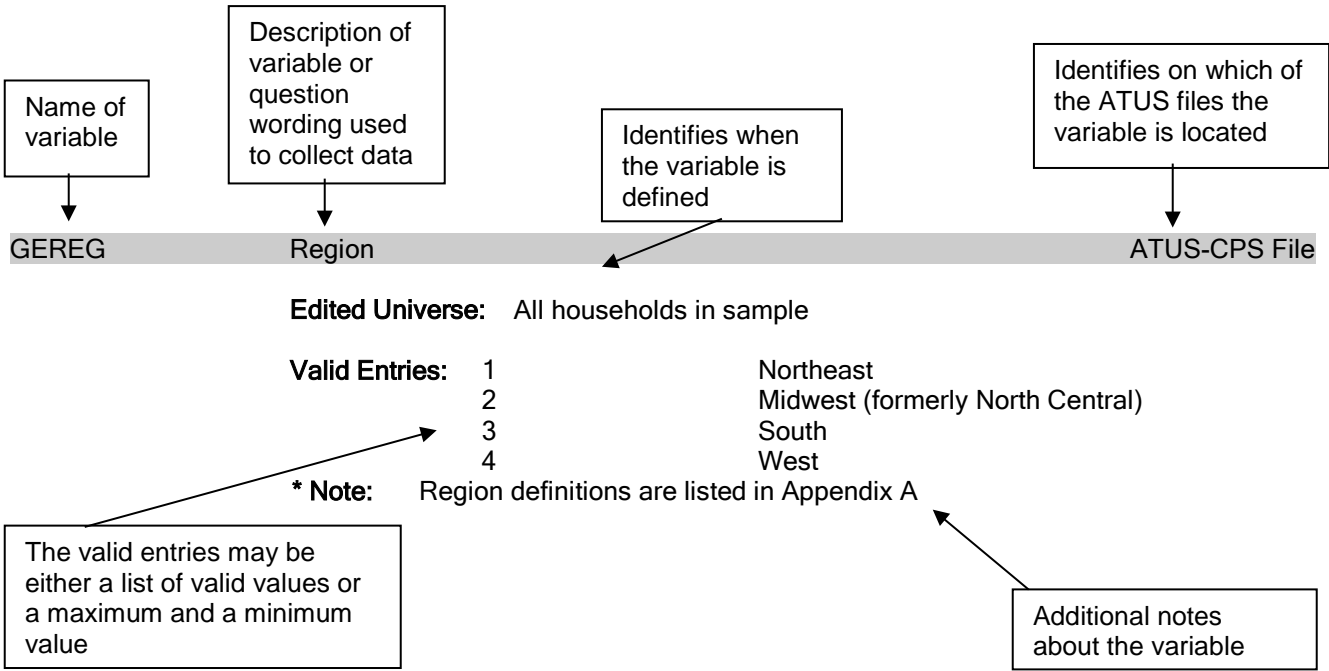 Name of
variable
Description of
variable or
question
wording used
to collect data
Identifies when
the variable is
defined
Identifies on which of
the ATUS files the
variable is located
GEREG Region ATUS-CPS File
Edited Universe: All households in sample
Valid Entries: 1 Northeast
2 Midwest (formerly North Central)
3 South
4 West
* Note: Region definitions are listed in Appendix A
The valid entries may be
either a list of valid values or
a maximum and a minimum
value
Additional notes
about the variable